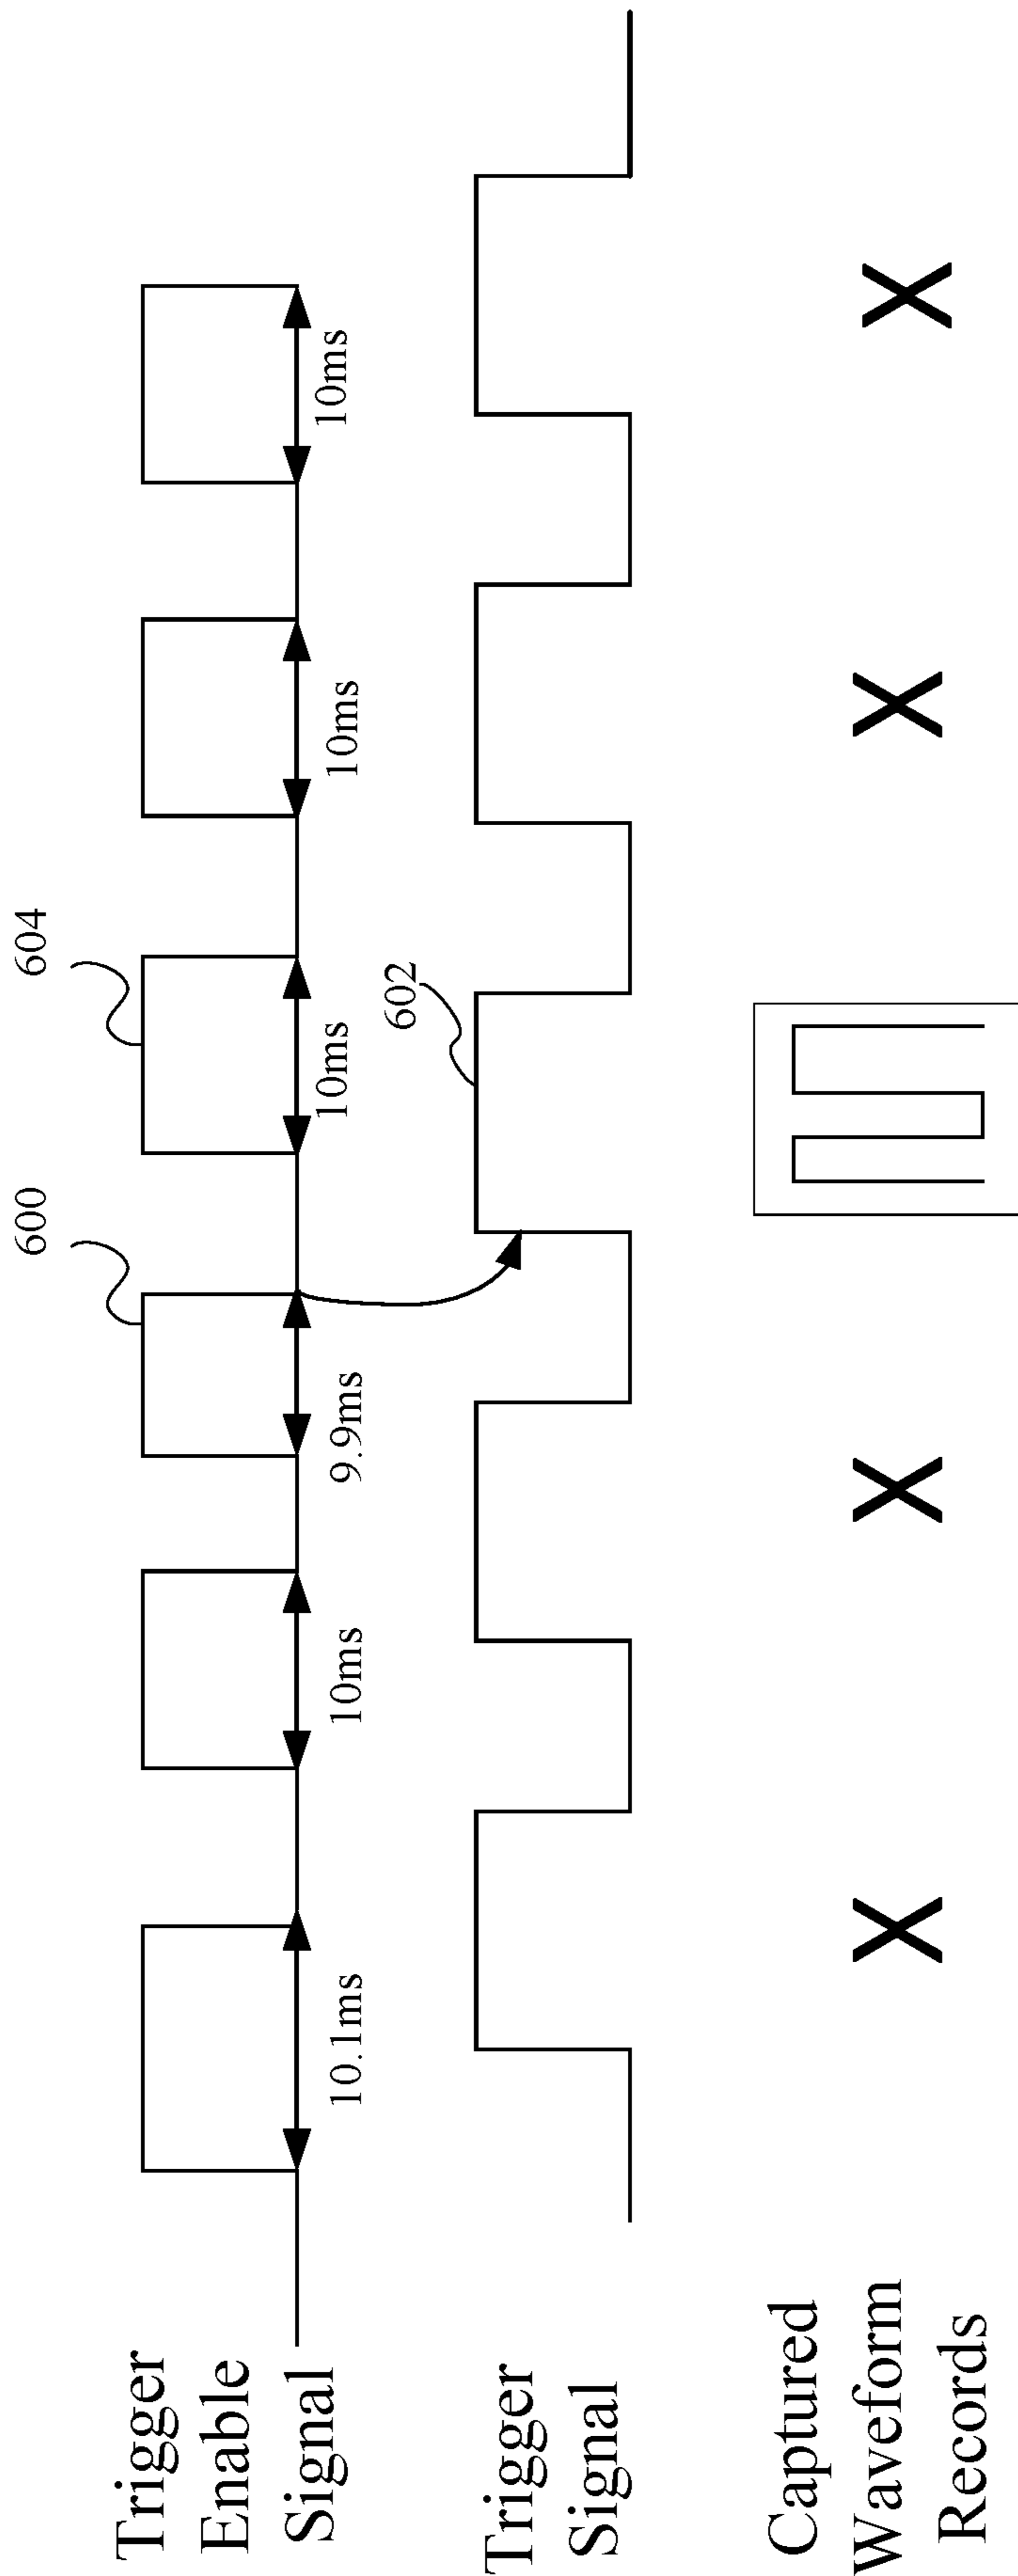 600
604
Trigger
Enable
Signal
10.1ms
10ms
9.9ms
10ms
10ms
10ms
602
Trigger
Signal
X
X
X
X
Captured
Waveform
Records